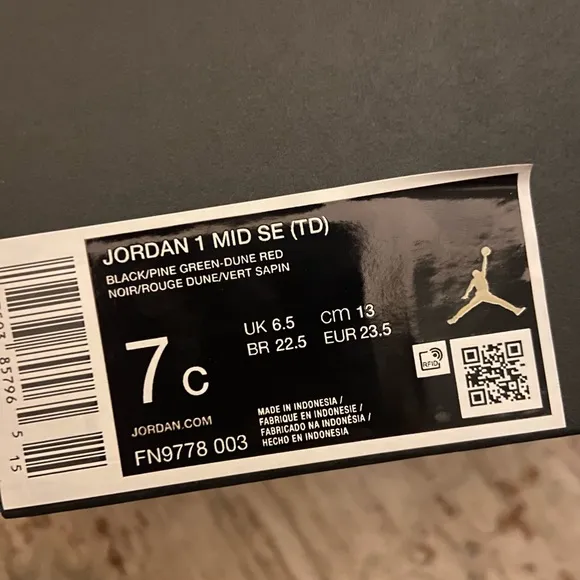 JORDAN 1 MID SE (TD)
BLACK/PINE GREEN-DUNE RED
NOIR/ROUGE DUNE/VERT SAPIN
7c
UK 6.5 CM 13
BR 22.5 EUR 23.5
JORDAN.COM
FN9778 003
MADE IN INDONESIA /
FABRIQUE EN INDONESIE /
FABRICADO NA INDONÉSIA /
HECHO EN INDONESIA
RFID
85796 5 15